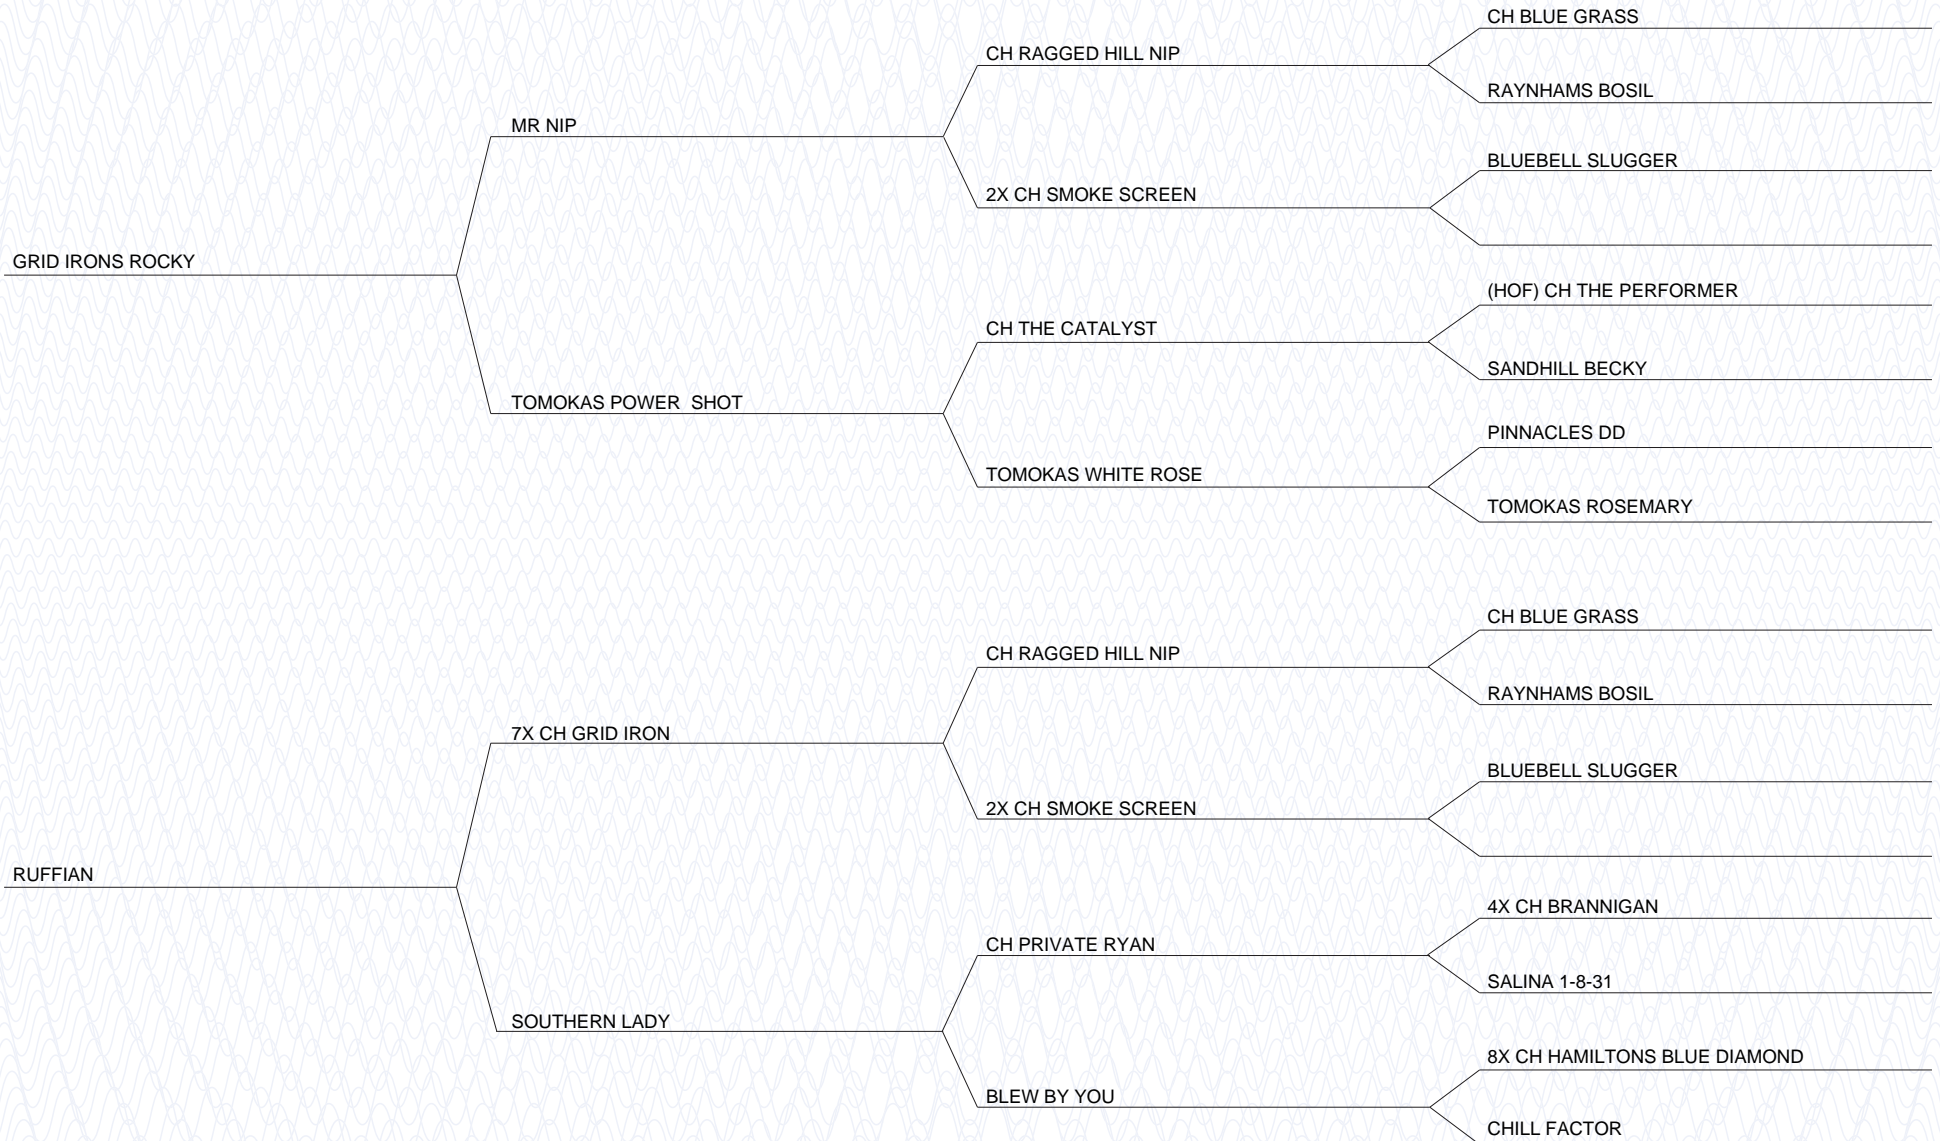 CH BLUE GRASS
CH RAGGED HILL NIP
RAYNHAMS BOSIL
MR NIP
BLUEBELL SLUGGER
2X CH SMOKE SCREEN
GRID IRONS ROCKY
(HOF) CH THE PERFORMER
CH THE CATALYST
SANDHILL BECKY
TOMOKAS POWER  SHOT
PINNACLES DD
TOMOKAS WHITE ROSE
TOMOKAS ROSEMARY
CH BLUE GRASS
CH RAGGED HILL NIP
RAYNHAMS BOSIL
7X CH GRID IRON
BLUEBELL SLUGGER
2X CH SMOKE SCREEN
RUFFIAN
4X CH BRANNIGAN
CH PRIVATE RYAN
SALINA 1-8-31
SOUTHERN LADY
8X CH HAMILTONS BLUE DIAMOND
BLEW BY YOU
CHILL FACTOR